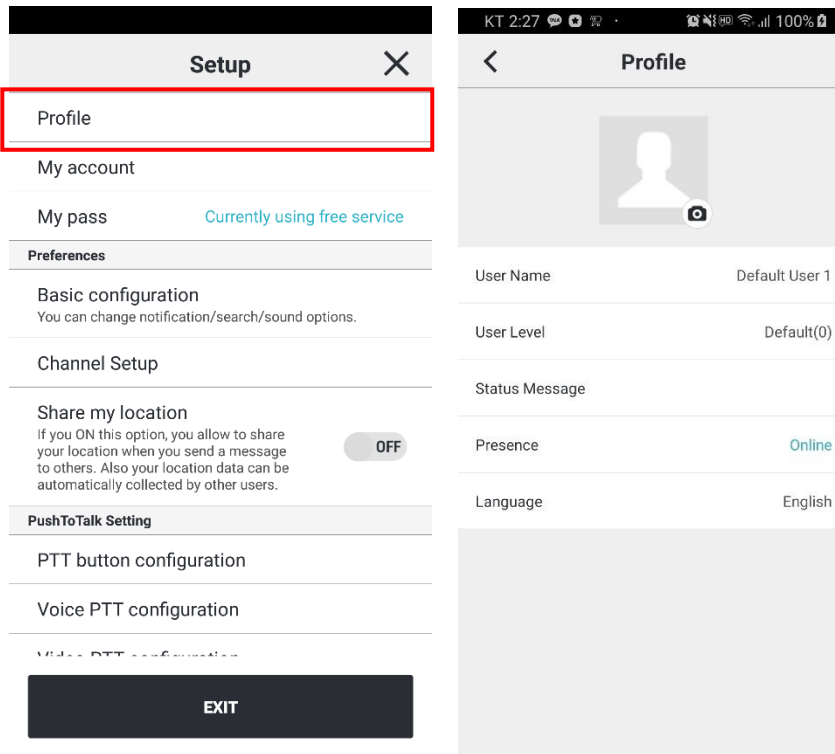 Setup
Profile
My account
My pass Currently using free service
Preferences
Basic configuration
You can change notification/search/sound options.
Channel Setup
Share my location
If you ON this option, you allow to share
your location when you send a message
to others. Also your location data can be
automatically collected by other users.
OFF
PushToTalk Setting
PTT button configuration
Voice PTT configuration
Video PTT configuration
EXIT
KT 2:27 100%
Profile
User Name Default User 1
User Level Default(0)
Status Message
Presence Online
Language English